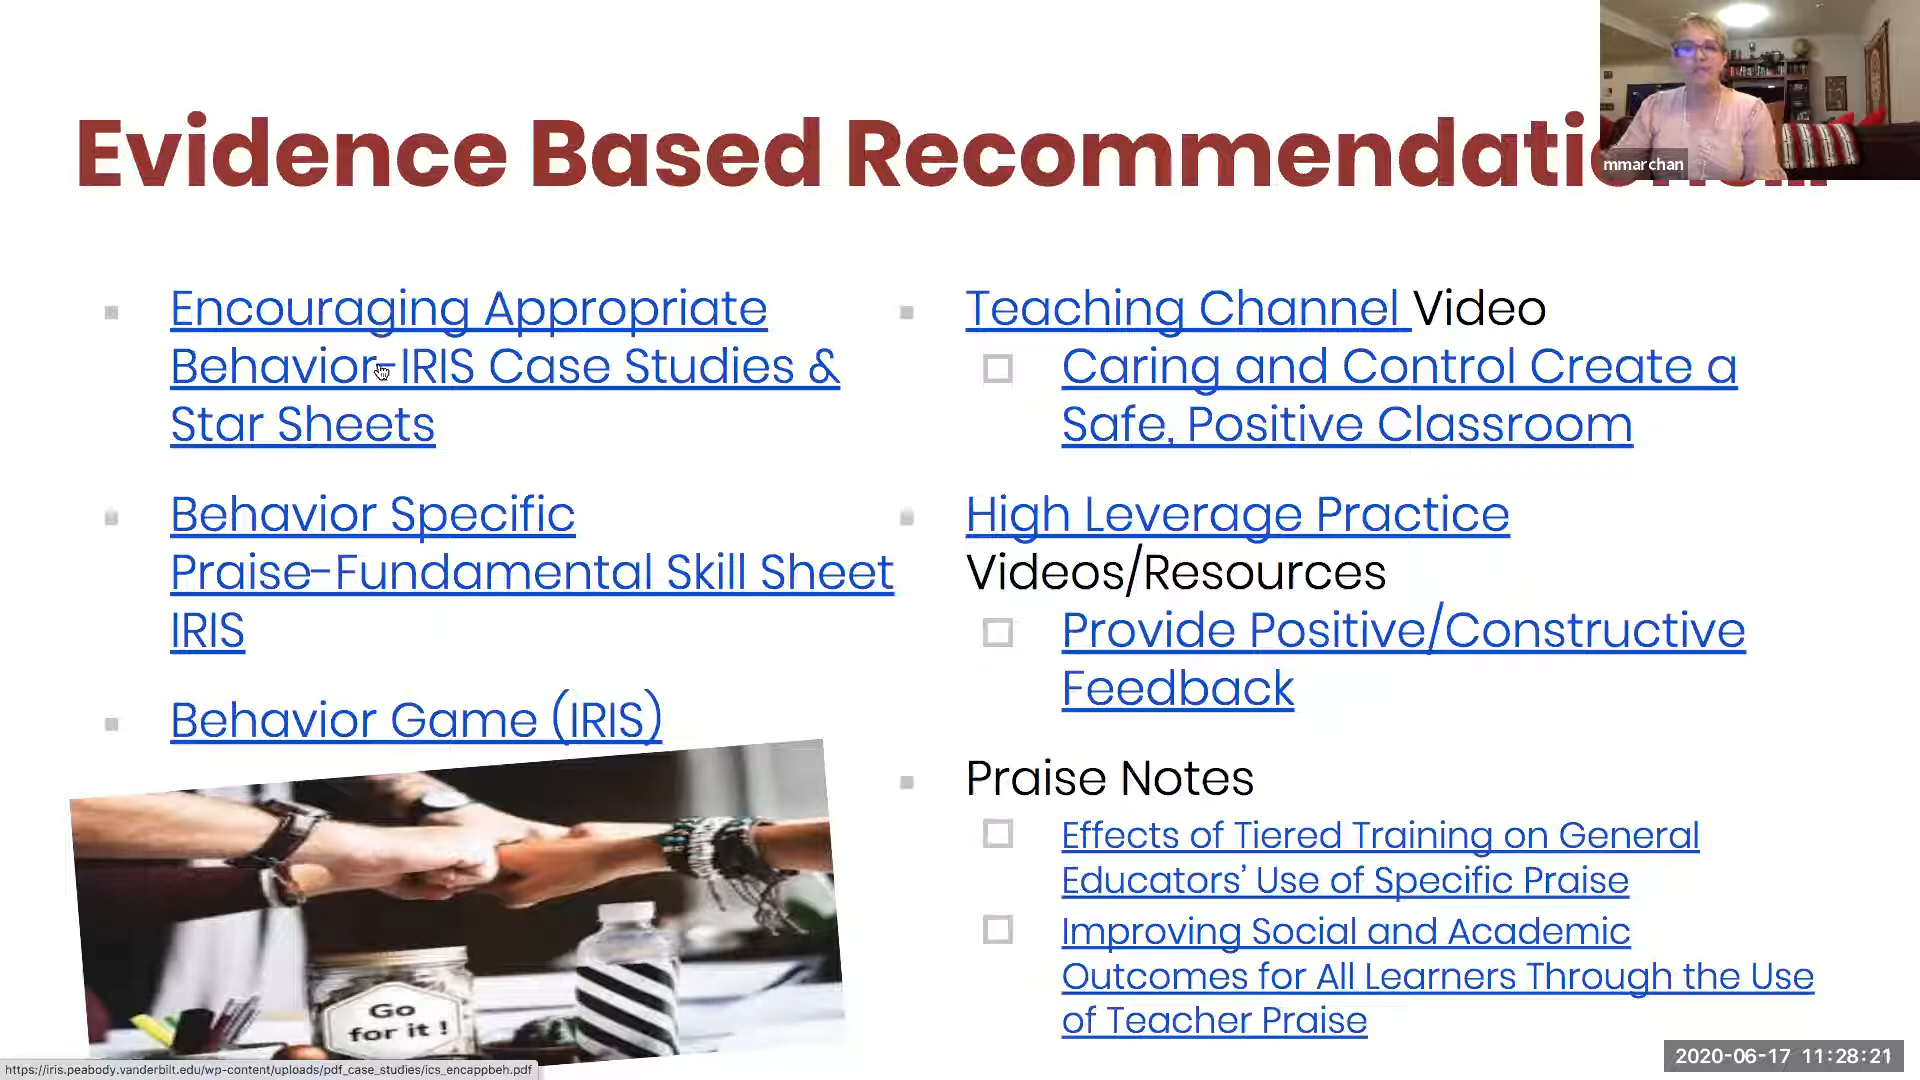 Evidence Based Recommendati
mmarchan
Encouraging Appropriate
Behavior-IRIS Case Studies &
Star Sheets
Behavior Specific
Praise-Fundamental Skill Sheet
IRIS
Behavior Game (IRIS)
Teaching Channel Video
Caring and Control Create a
Safe, Positive Classroom
High Leverage Practice
Videos/Resources
Provide Positive/Constructive
Feedback
Praise Notes
Effects of Tiered Training on General
Educators’ Use of Specific Praise
Improving Social and Academic
Outcomes for All Learners Through the Use
of Teacher Praise
Go
for it !
https://iris.peabody.vanderbilt.edu/wp-content/uploads/pdf_case_studies/ics_encappbeh.pdf
2020-06-17 11:28:21